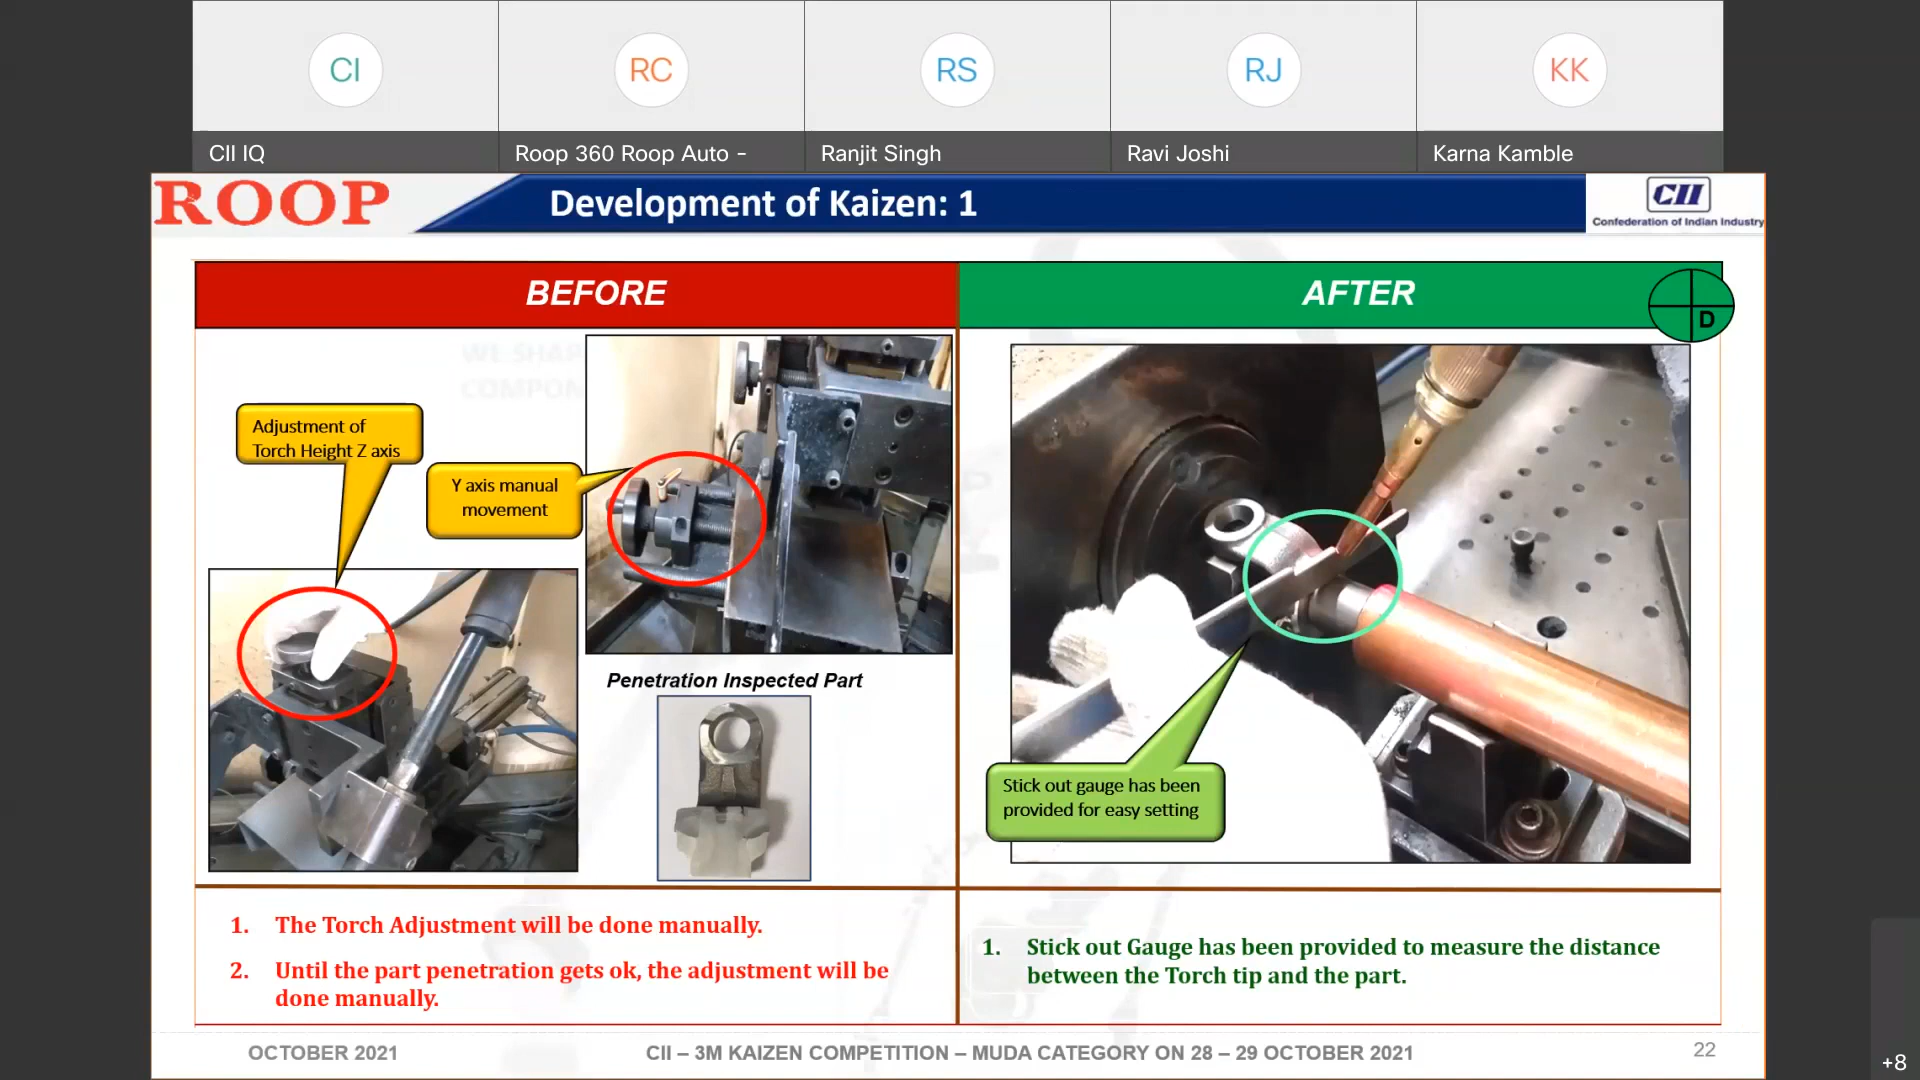 CI
RC
RS
RJ
KK
CII IQ
Roop 360 Roop Auto -
Ranjit Singh
Ravi Joshi
Karna Kamble
ROOP
Development of Kaizen: 1
CII
Confederation of Indian Industry
BEFORE
AFTER
D
WE SHAP
COMPON
Adjustment of
Torch Height Z axis
Y axis manual
movement
Penetration Inspected Part
Stick out gauge has been
provided for easy setting
1. The Torch Adjustment will be done manually.
2. Until the part penetration gets ok, the adjustment will be
done manually.
1. Stick out Gauge has been provided to measure the distance
between the Torch tip and the part.
OCTOBER 2021
CII – 3M KAIZEN COMPETITION – MUDA CATEGORY ON 28 – 29 OCTOBER 2021
22
+8